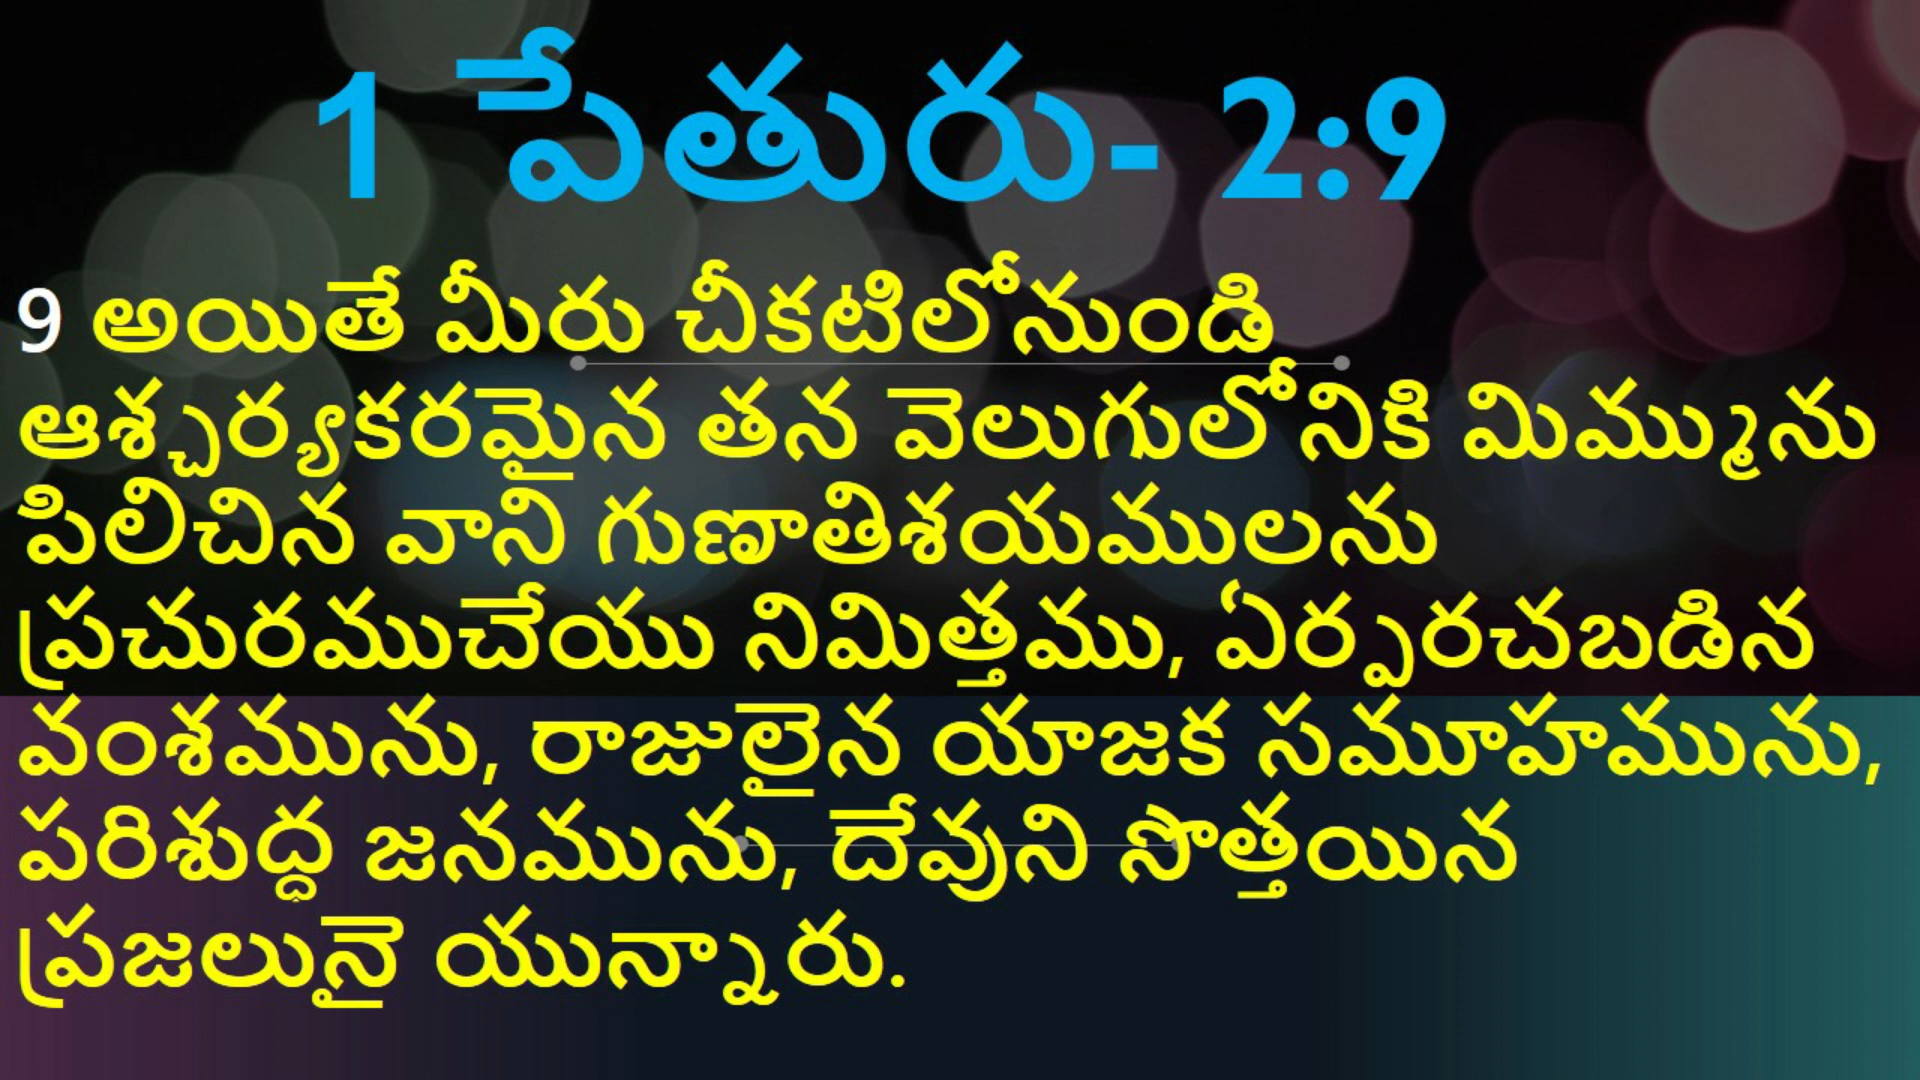 1 పేతురు- 2:9
9 అయితే మీరు చీకటిలోనుండి
ఆశ్చర్యకరమైన తన వెలుగులోనికి మిమ్మును
పిలిచిన వాని గుణాతిశయములను
ప్రచురముచేయు నిమిత్తము, ఏర్పరచబడిన
వంశమును, రాజులైన యాజక సమూహమును,
పరిశుద్ధ జనమును, దేవుని సొత్తయిన
ప్రజలునై యున్నారు.